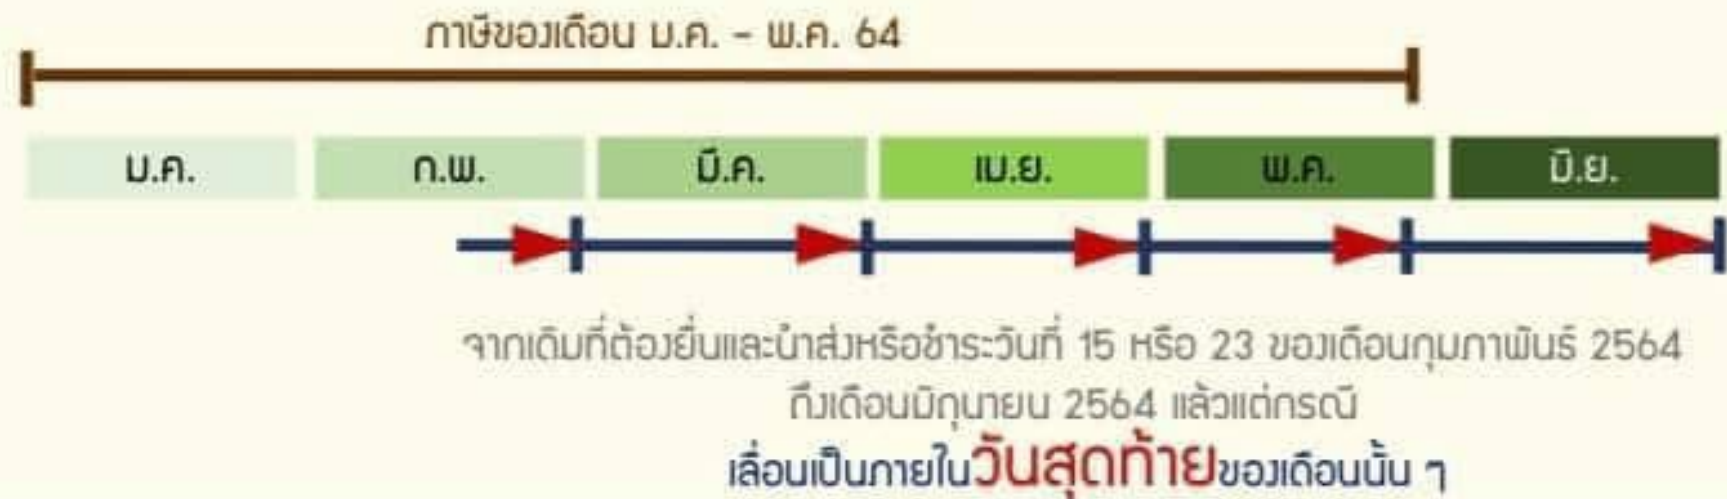 ภาษีของเดือน ม.ค. - พ.ค. 64
ม.ค. ก.พ. มี.ค. เม.ย. พ.ค. มิ.ย.
จากเดิมที่ต้องยื่นและนำส่งหรือชำระวันที่ 15 หรือ 23 ของเดือนกุมภาพันธ์ 2564
ถึงเดือนมิถุนายน 2564 แล้วแต่กรณี
เลื่อนเป็นภายในวันสุดท้ายของเดือนนั้น ๆ